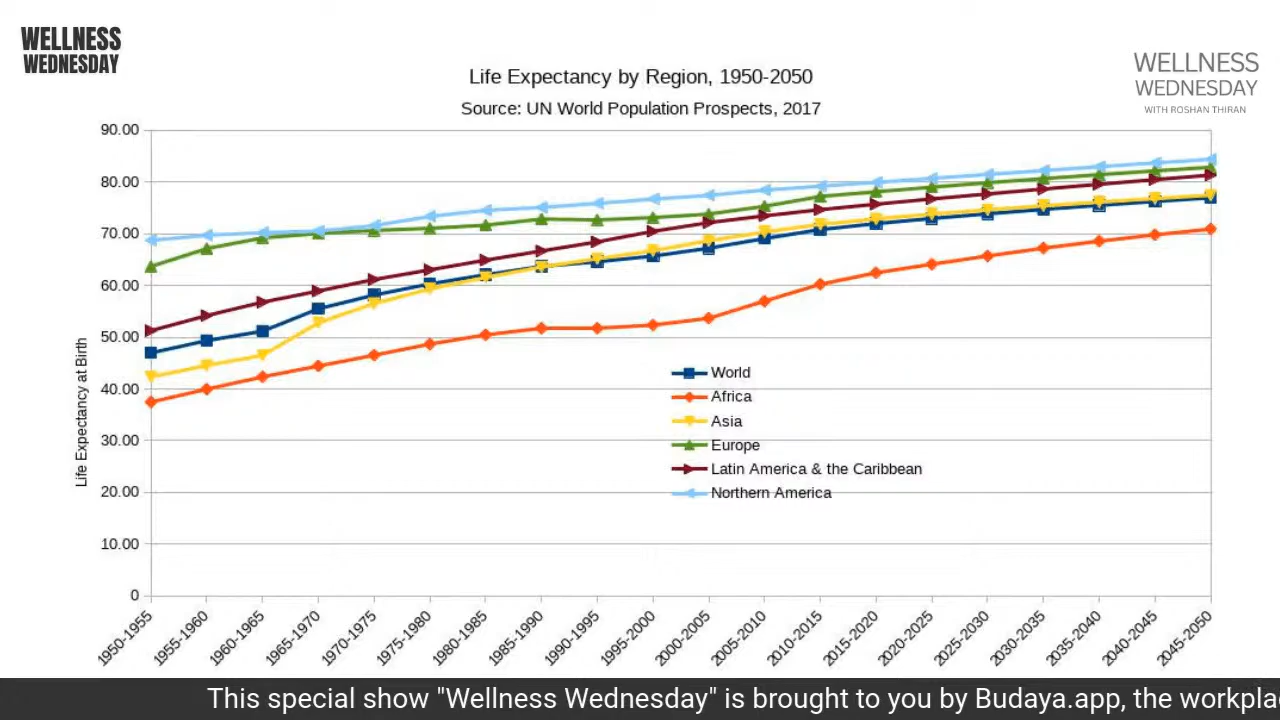 WELLNESS
WEDNESDAY
WELLNESS
WEDNESDAY
WITH ROSHAN THIRAN
Life Expectancy by Region, 1950-2050
Source: UN World Population Prospects, 2017
Life Expectancy at Birth
90.00
80.00
70.00
60.00
50.00
40.00
30.00
20.00
10.00
0
World
Africa
Asia
Europe
Latin America & the Caribbean
Northern America
1950-1955
1955-1960
1960-1965
1965-1970
1970-1975
1975-1980
1980-1985
1985-1990
1990-1995
1995-2000
2000-2005
2005-2010
2010-2015
2015-2020
2020-2025
2025-2030
2030-2035
2035-2040
2040-2045
2045-2050
This special show "Wellness Wednesday" is brought to you by Budaya.app, the workpla